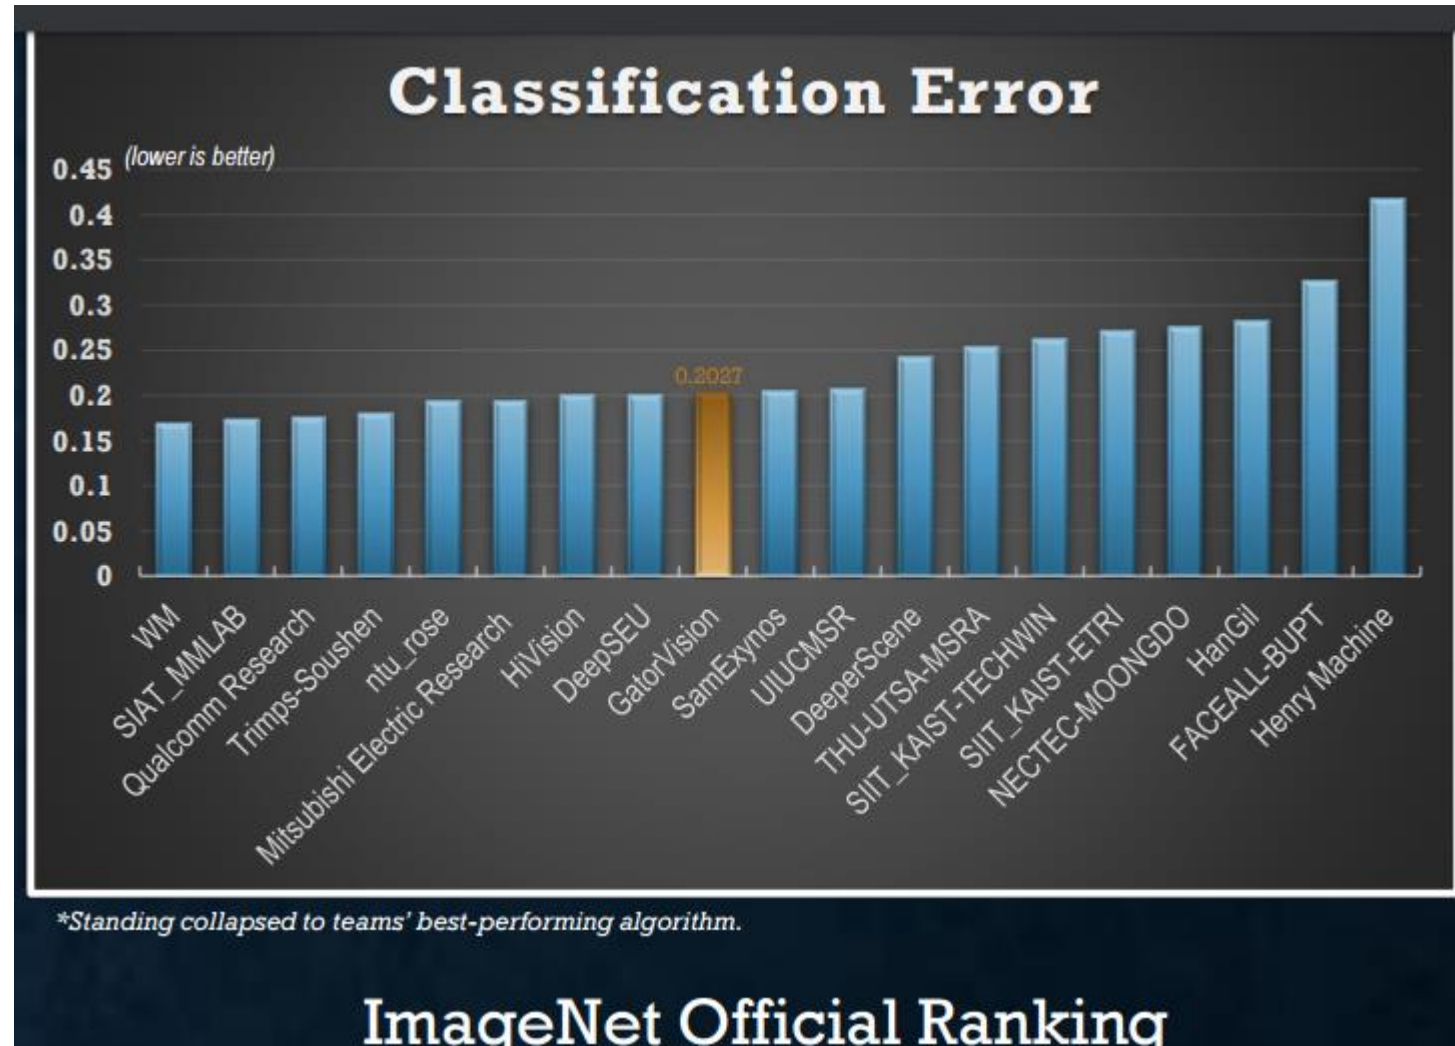 Classification Error
(lower is better)
0.45
0.4
0.35
0.3
0.25
0.2
0.15
0.1
0.05
0
0.2027
WM
SIAT_MMLAB
Qualcomm Research
Trimps-Soushen
ntu_rose
Mitsubishi Electric Research
HiVision
DeepSEU
GatorVision
SamExynos
UIUCMSR
DeeperScene
THU-UTSA-MSRA
SIIT_KAIST-TECHWIN
SIIT_KAIST-ETRI
NECTEC-MOONGDO
HanGil
FACEALL-BUPT
Henry Machine
*Standing collapsed to teams' best-performing algorithm.
ImageNet Official Ranking